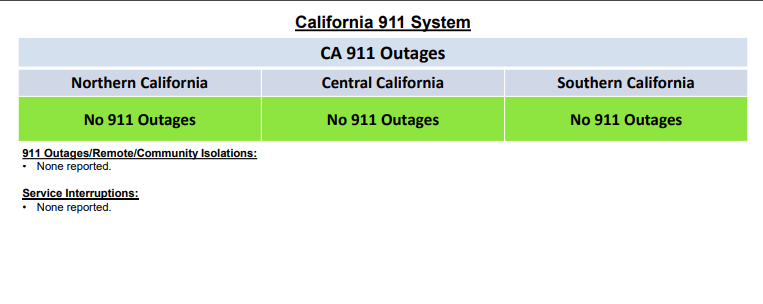 California 911 System
CA 911 Outages
Northern California Central California Southern California
No 911 Outages No 911 Outages No 911 Outages
911 Outages/Remote/Community Isolations:
• None reported.
Service Interruptions:
• None reported.